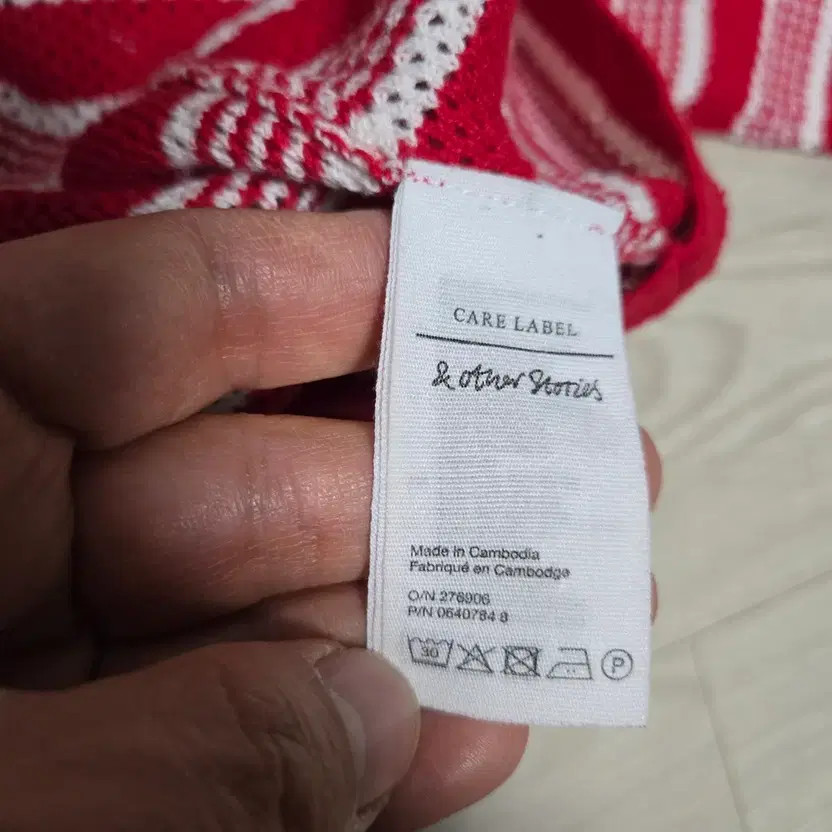 CARE LABEL
& other Stories
Made in Cambodia
Fabriqué en Cambodge
O/N 276906
P/N 0640784 8
30
P